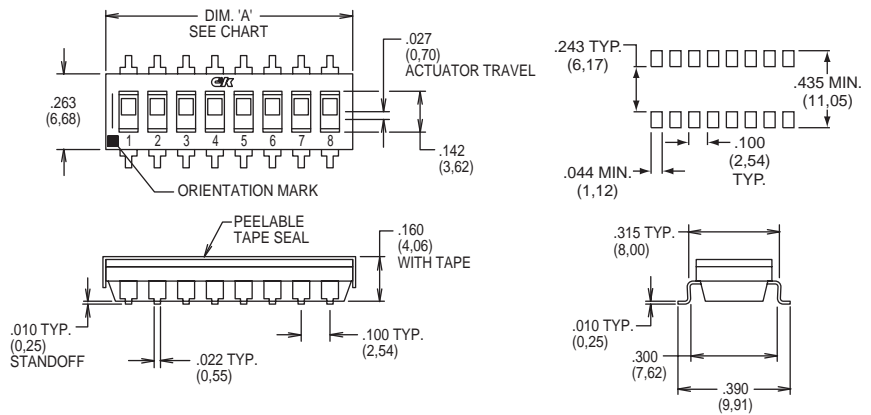 DIM. 'A'
SEE CHART
.027
(0,70)
ACTUATOR TRAVEL
.263
(6,68)
CK
1 2 3 4 5 6 7 8
.142
(3,62)
ORIENTATION MARK
.243 TYP.
(6,17)
.435 MIN.
(11,05)
.100
(2,54)
TYP.
.044 MIN.
(1,12)
PEELABLE
TAPE SEAL
.160
(4,06)
WITH TAPE
.010 TYP.
(0,25)
STANDOFF
.022 TYP.
(0,55)
.100 TYP.
(2,54)
.315 TYP.
(8,00)
.010 TYP.
(0,25)
.300
(7,62)
.390
(9,91)